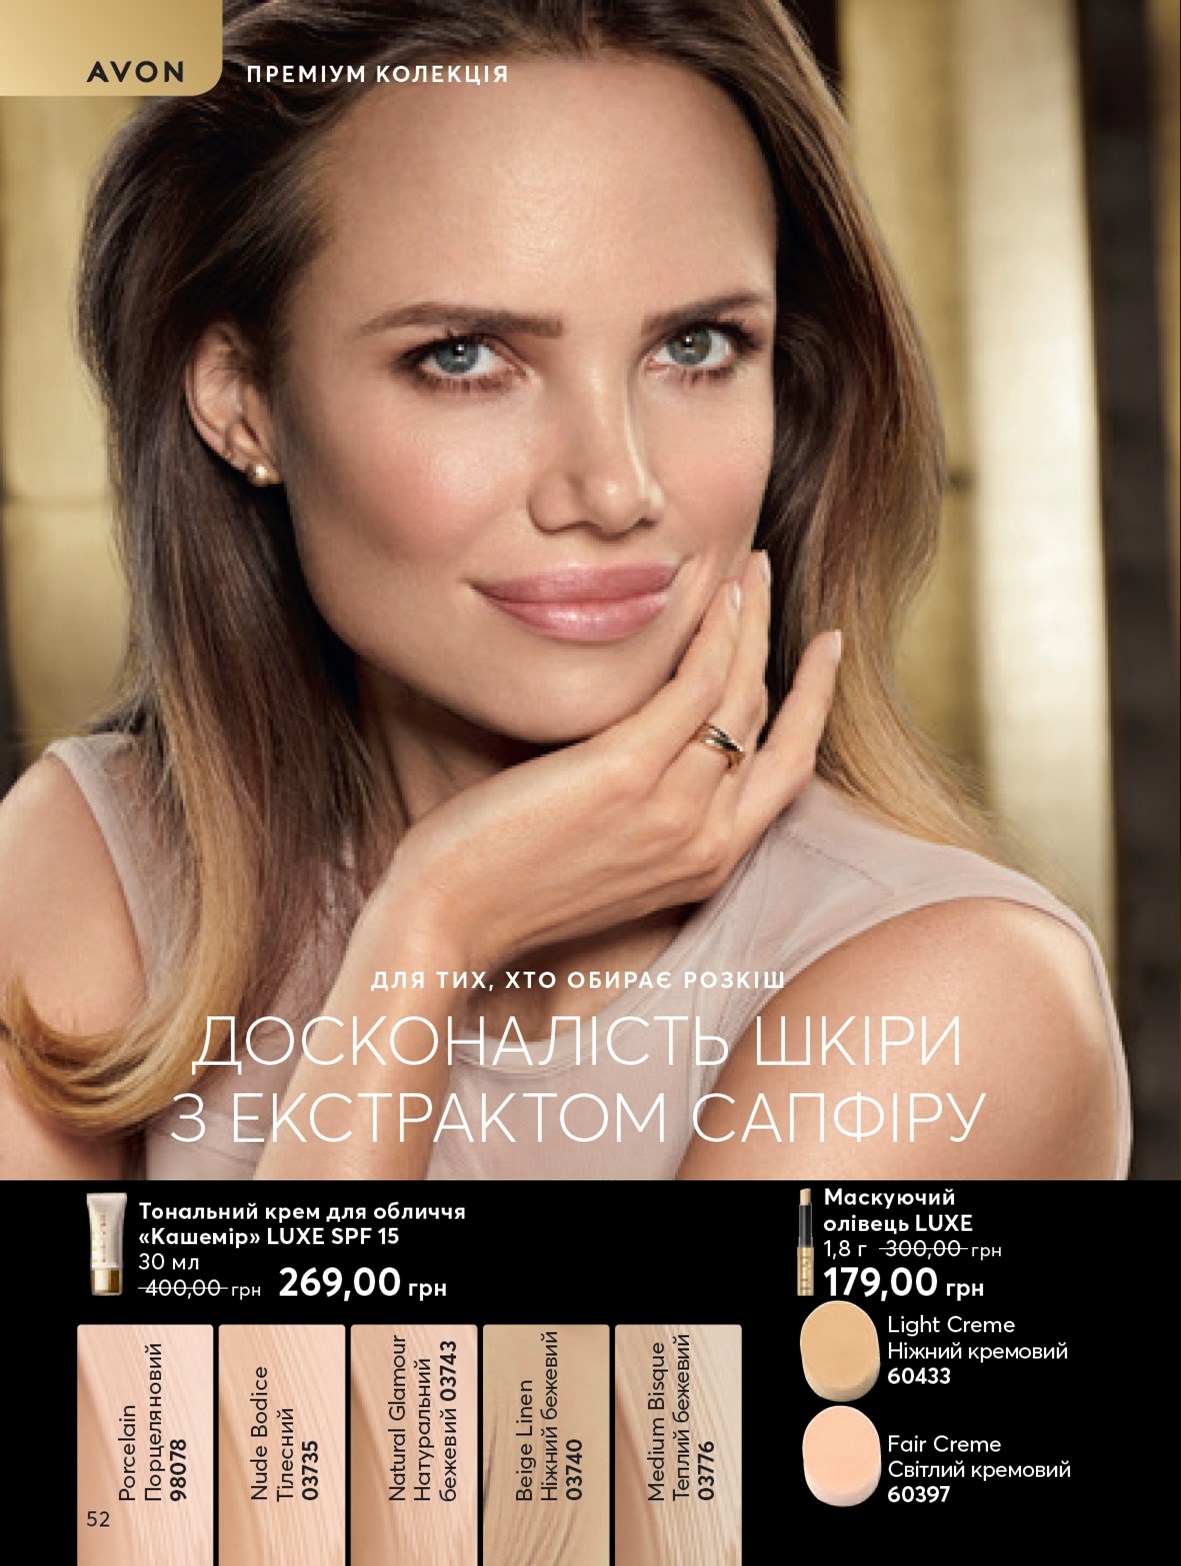 AVON
ПРЕМІУМ КОЛЕКЦІЯ
ДЛЯ ТИХ, ХТО ОБИРАЄ РОЗКІШ
ДОСКОНАЛІСТЬ ШКІРИ
З ЕКСТРАКТОМ САПФІРУ
Тональний крем для обличчя
«Кашемір» LUXE SPF 15
30 мл
400,00 грн 269,00 грн
Маскуючий
олівець LUXE
1,8 г 300,00 грн
179,00 грн
Porcelain
Порцеляновий
98078
Nude Bodice
Тілесний
03735
Natural Glamour
Натуральний
бежевий 03743
Beige Linen
Ніжний бежевий
03740
Medium Bisque
Теплий бежевий
03776
Light Creme
Ніжний кремовий
60433
Fair Creme
Світлий кремовий
60397
52